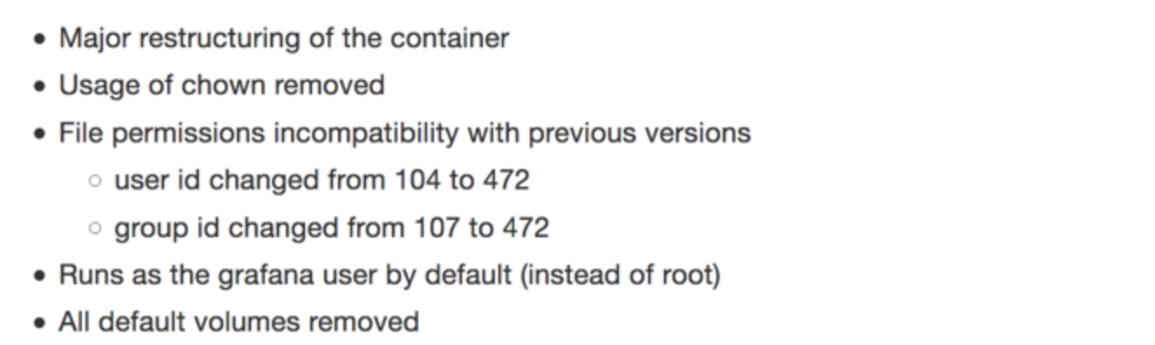 • Major restructuring of the container
• Usage of chown removed
• File permissions incompatibility with previous versions
○ user id changed from 104 to 472
○ group id changed from 107 to 472
• Runs as the grafana user by default (instead of root)
• All default volumes removed